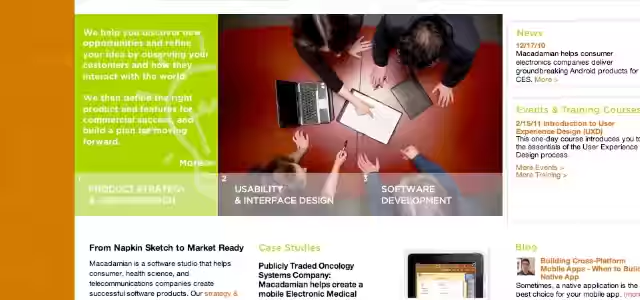 We help you discover new
opportunities and refine
your idea by observing your
customers and how they
interact with the world.
We then define the right
product and features for
commercial success, and
build a plan for moving
forward.
More >
1
PRODUCT STRATEGY
2
USABILITY
& INTERFACE DESIGN
3
SOFTWARE
DEVELOPMENT
News
12/17/10
Macadamian helps consumer
electronics companies deliver
groundbreaking Android products for
CES. More >
Events & Training Courses
2/15/11 Introduction to User
Experience Design (UXD)
This one-day course introduces you to
the essentials of the User Experience
Design process.
More Events >
More Training >
From Napkin Sketch to Market Ready
Macadamian is a software studio that helps
consumer, health science, and
telecommunications companies create
successful software products. Our strategy &
Case Studies
Publicly Traded Oncology
Systems Company:
Macadamian helps create a
mobile Electronic Medical
Blog
Building Cross-Platform
Mobile Apps - When to Build
Native App
Sometimes, a native application is the
best choice for your mobile app.